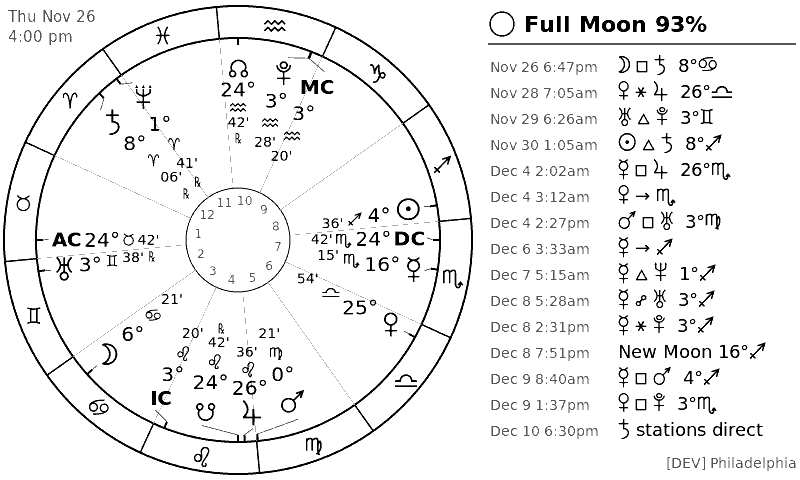 Thu Nov 26
4:00 pm
♓ ♒ ♑ ♐ ♏ ♎ ♍ ♌ ♋ ♊ ♉ ♈
☊ 24° ♒ 42' ℞
♇ 3° ♒ 28'
MC 3° ♒ 20'
♆ 1° ♈ 41' ℞
♄ 8° ♈ 06' ℞
36' ♐ 4° ☉
AC 24° ♉ 42'
42' ♏ 24° DC
♅ 3° ♊ 38' ℞
15' ♏ 16° ☿
54' ♎ 25° ♀
☽ 6° ♋ 21'
IC 3° ♌ 20'
☋ 24° ♌ 42' ℞
♃ 26° ♌ 36'
♂ 0° ♍ 21'
1 2 3 4 5 6 7 8 9 10 11 12
Full Moon 93%
Nov 26 6:47pm ☽ □ ♄ 8°♋
Nov 28 7:05am ♀ ⚹ ♃ 26°♎
Nov 29 6:26am ♅ △ ♇ 3°♊
Nov 30 1:05am ☉ △ ♄ 8°♐
Dec 4 2:02am ☿ □ ♃ 26°♏
Dec 4 3:12am ♀ → ♏
Dec 4 2:27pm ♂ □ ♅ 3°♍
Dec 6 3:33am ☿ → ♐
Dec 7 5:15am ☿ △ ♆ 1°♐
Dec 8 5:28am ☿ ☍ ♅ 3°♐
Dec 8 2:31pm ☿ ⚹ ♇ 3°♐
Dec 8 7:51pm New Moon 16°♐
Dec 9 8:40am ☿ □ ♂ 4°♐
Dec 9 1:37pm ♀ □ ♇ 3°♏
Dec 10 6:30pm ♄ stations direct
[DEV] Philadelphia